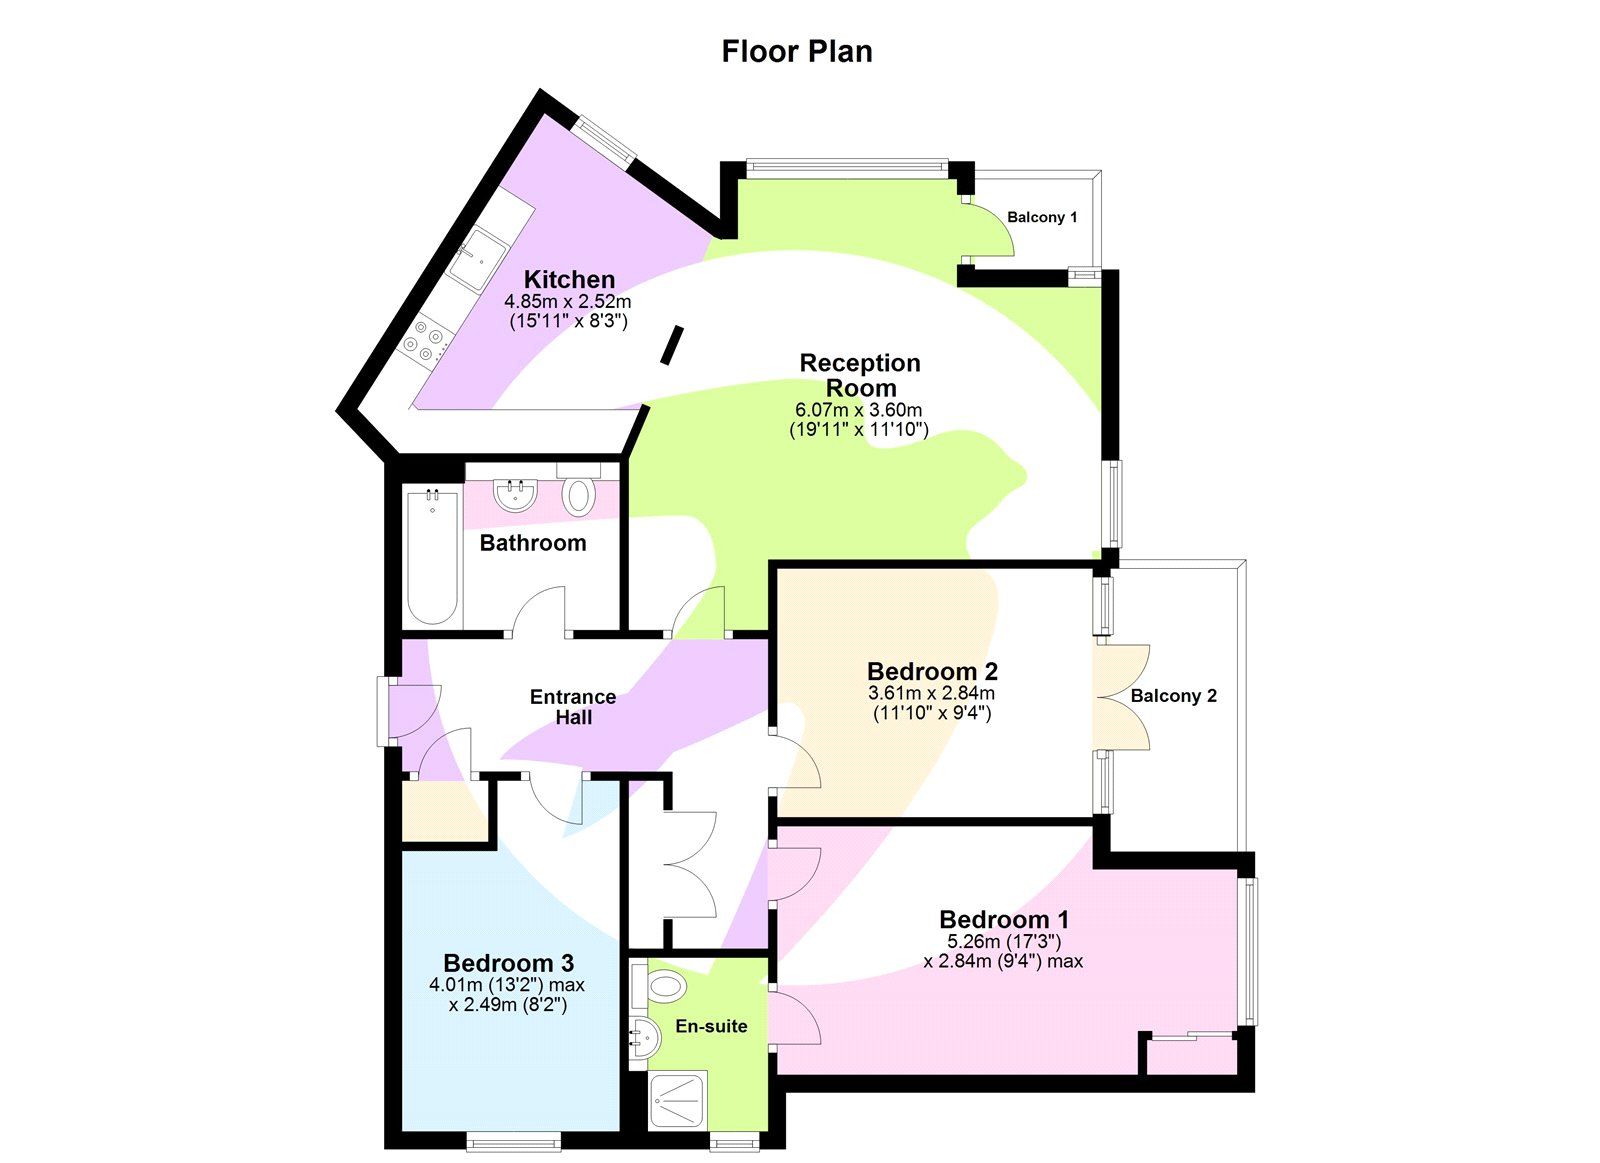 Floor Plan
Balcony 1
Kitchen
4.85m x 2.52m
(15'11" x 8'3")
Reception
Room
6.07m x 3.60m
(19'11" x 11'10")
Bathroom
Entrance
Hall
Bedroom 2
3.61m x 2.84m
(11'10" x 9'4")
Balcony 2
Bedroom 1
5.26m (17'3")
x 2.84m (9'4") max
Bedroom 3
4.01m (13'2") max
x 2.49m (8'2")
En-suite